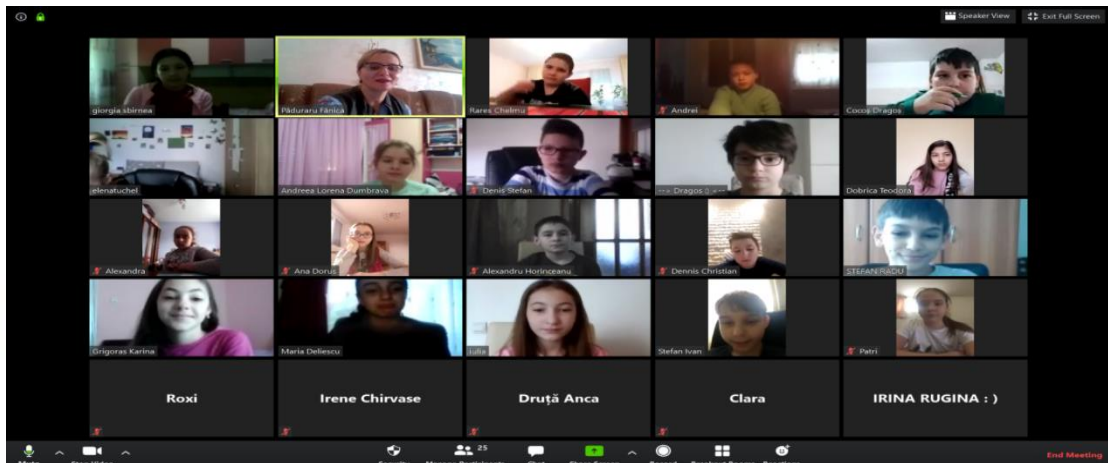 Speaker View
Exit Full Screen
giorgia sbirnea
Păduraru Fănica
Rares Chelmu
Andrei
Cocoș Dragos
elenatuchel
Andreea Lorena Dumbrava
Denis Stefan
Dragos
Dobrica Teodora
Alexandra
Ana Dorus
Alexandru Horinceanu
Dennis Christian
STEFAN RADU
Grigoras Karina
Maria Deliescu
iulia
Stefan Ivan
Patri
Roxi
Irene Chirvase
Druță Anca
Clara
IRINA RUGINA : )
25
End Meeting